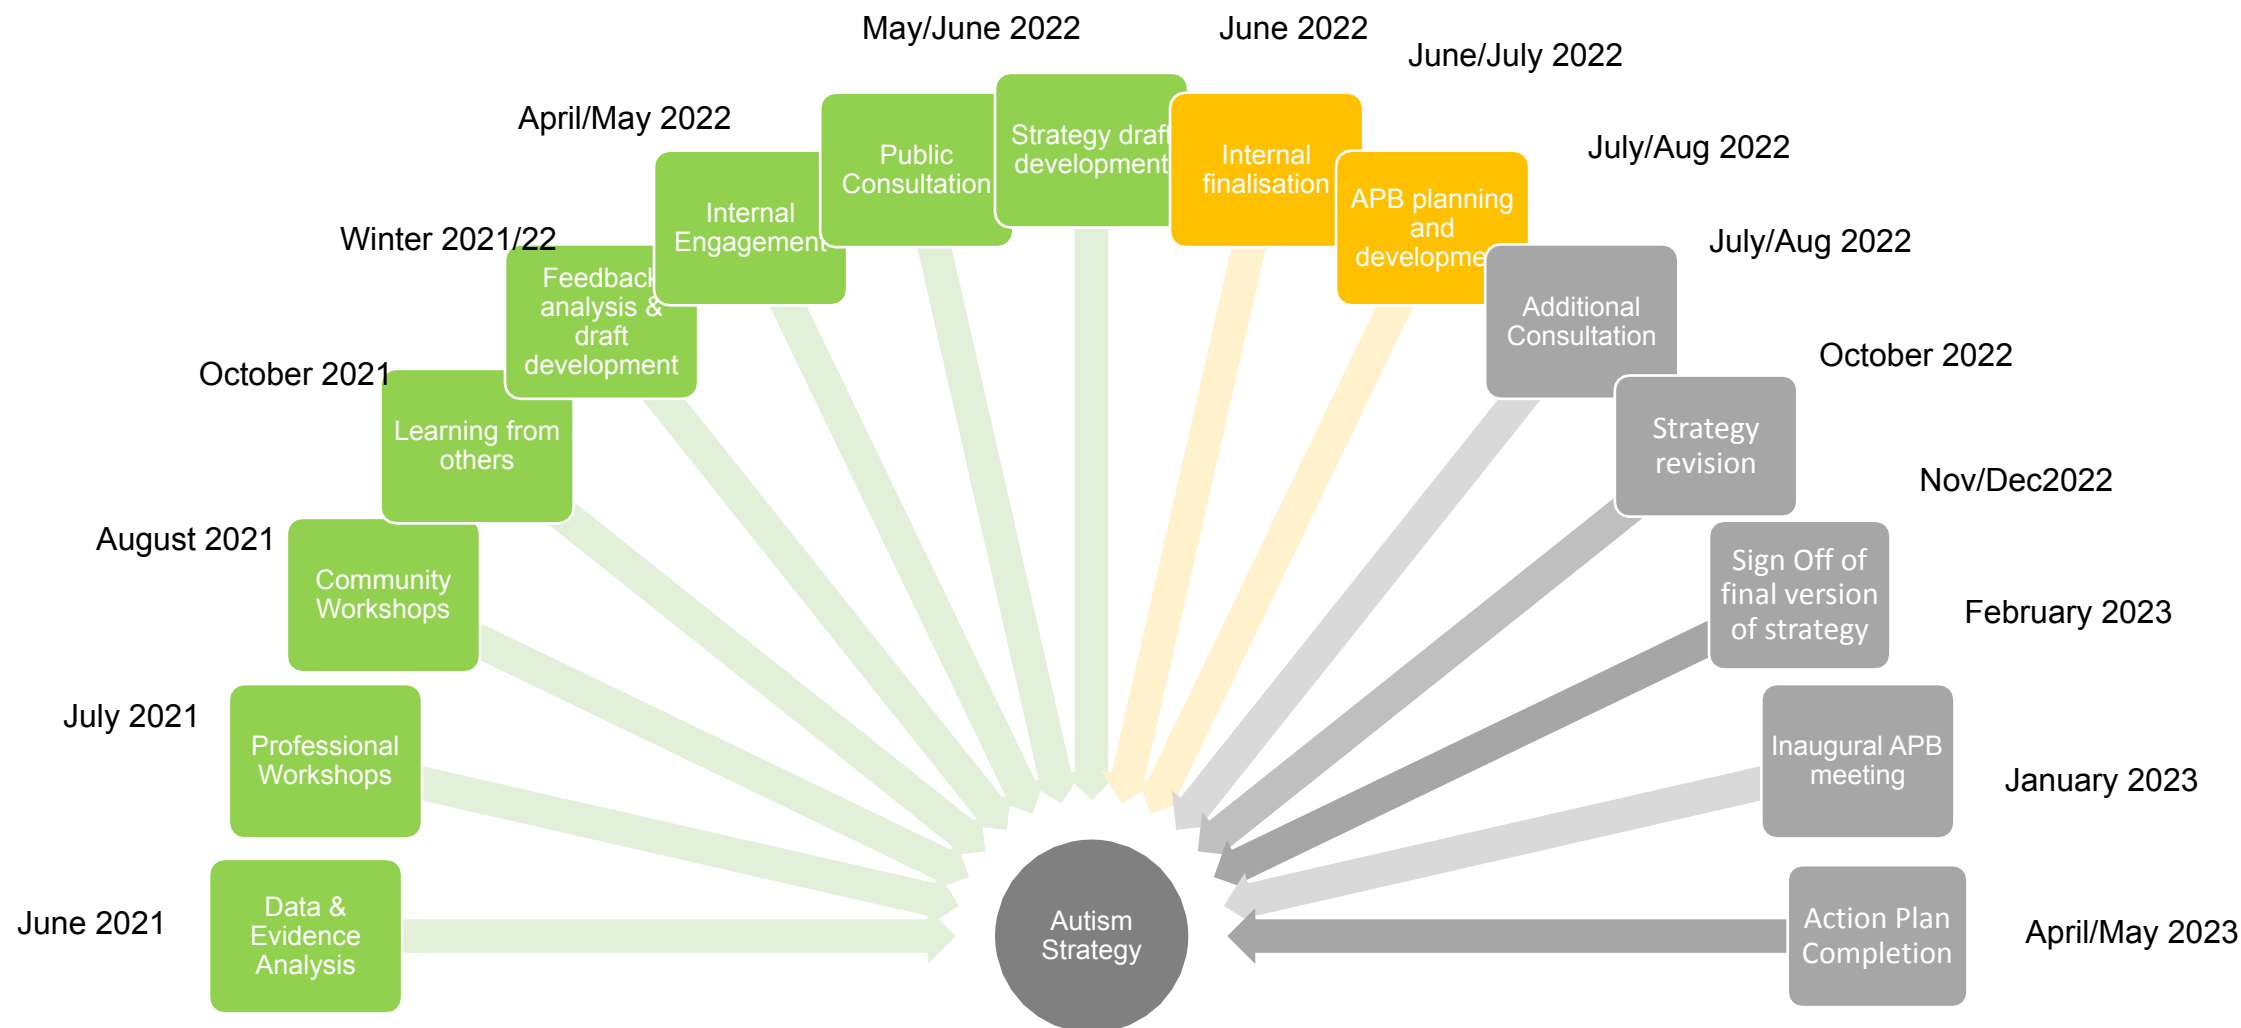 May/June 2022
June 2022
June/July 2022
April/May 2022
July/Aug 2022
Winter 2021/22
July/Aug 2022
October 2021
October 2022
August 2021
Nov/Dec2022
July 2021
February 2023
June 2021
January 2023
April/May 2023
Data &
Evidence
Analysis
Professional
Workshops
Community
Workshops
Learning from
others
Feedback
analysis &
draft
development
Internal
Engagement
Public
Consultation
Strategy draft
development
Internal
finalisation
APB planning
and
developme
Additional
Consultation
Strategy
revision
Sign Off of
final version
of strategy
Inaugural APB
meeting
Action Plan
Completion
Autism
Strategy